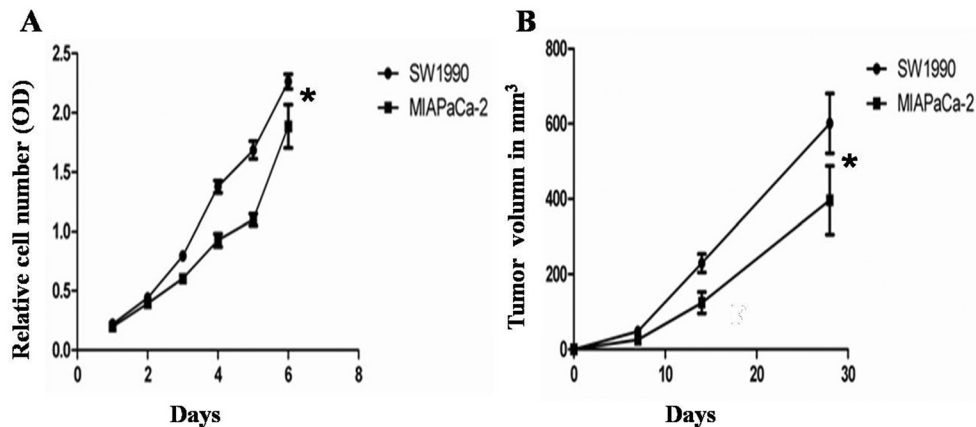 A
Relative cell number (OD)
2.5
2.0
1.5
1.0
0.5
0.0
0 2 4 6 8
Days
SW1990
MIAPaCa-2
*
B
Tumor volumn in mm³
800
600
400
200
0
0 10 20 30
Days
SW1990
MIAPaCa-2
*